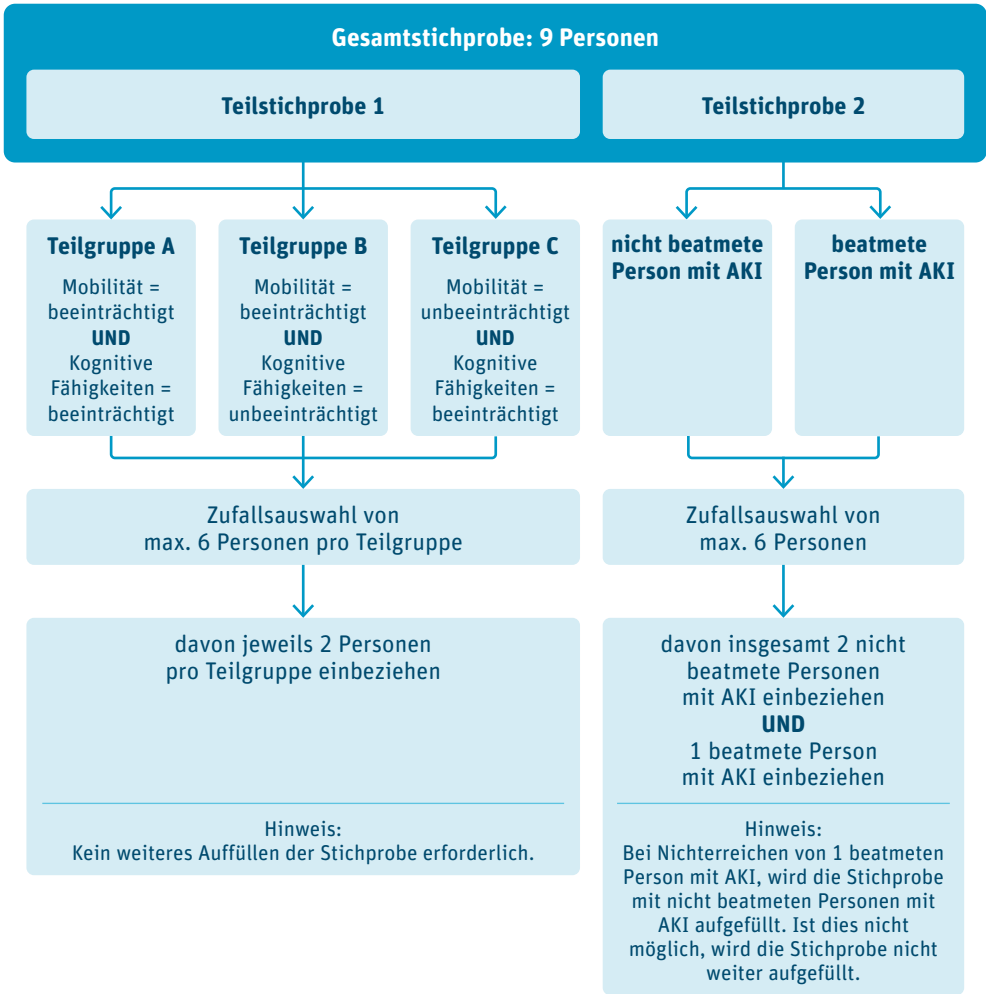 Gesamtstichprobe: 9 Personen
Teilstichprobe 1
Teilstichprobe 2
Teilgruppe A
Mobilität =
beeinträchtigt
UND
Kognitive
Fähigkeiten =
beeinträchtigt
Teilgruppe B
Mobilität =
beeinträchtigt
UND
Kognitive
Fähigkeiten =
unbeeinträchtigt
Teilgruppe C
Mobilität =
unbeeinträchtigt
UND
Kognitive
Fähigkeiten =
beeinträchtigt
nicht beatmete
Person mit AKI
beatmete
Person mit AKI
Zufallsauswahl von
max. 6 Personen pro Teilgruppe
Zufallsauswahl von
max. 6 Personen
davon jeweils 2 Personen
pro Teilgruppe einbeziehen
Hinweis:
Kein weiteres Auffüllen der Stichprobe erforderlich.
davon insgesamt 2 nicht
beatmete Personen
mit AKI einbeziehen
UND
1 beatmete Person
mit AKI einbeziehen
Hinweis:
Bei Nichterreichen von 1 beatmeten
Person mit AKI, wird die Stichprobe
mit nicht beatmeten Personen mit
AKI aufgefüllt. Ist dies nicht
möglich, wird die Stichprobe nicht
weiter aufgefüllt.